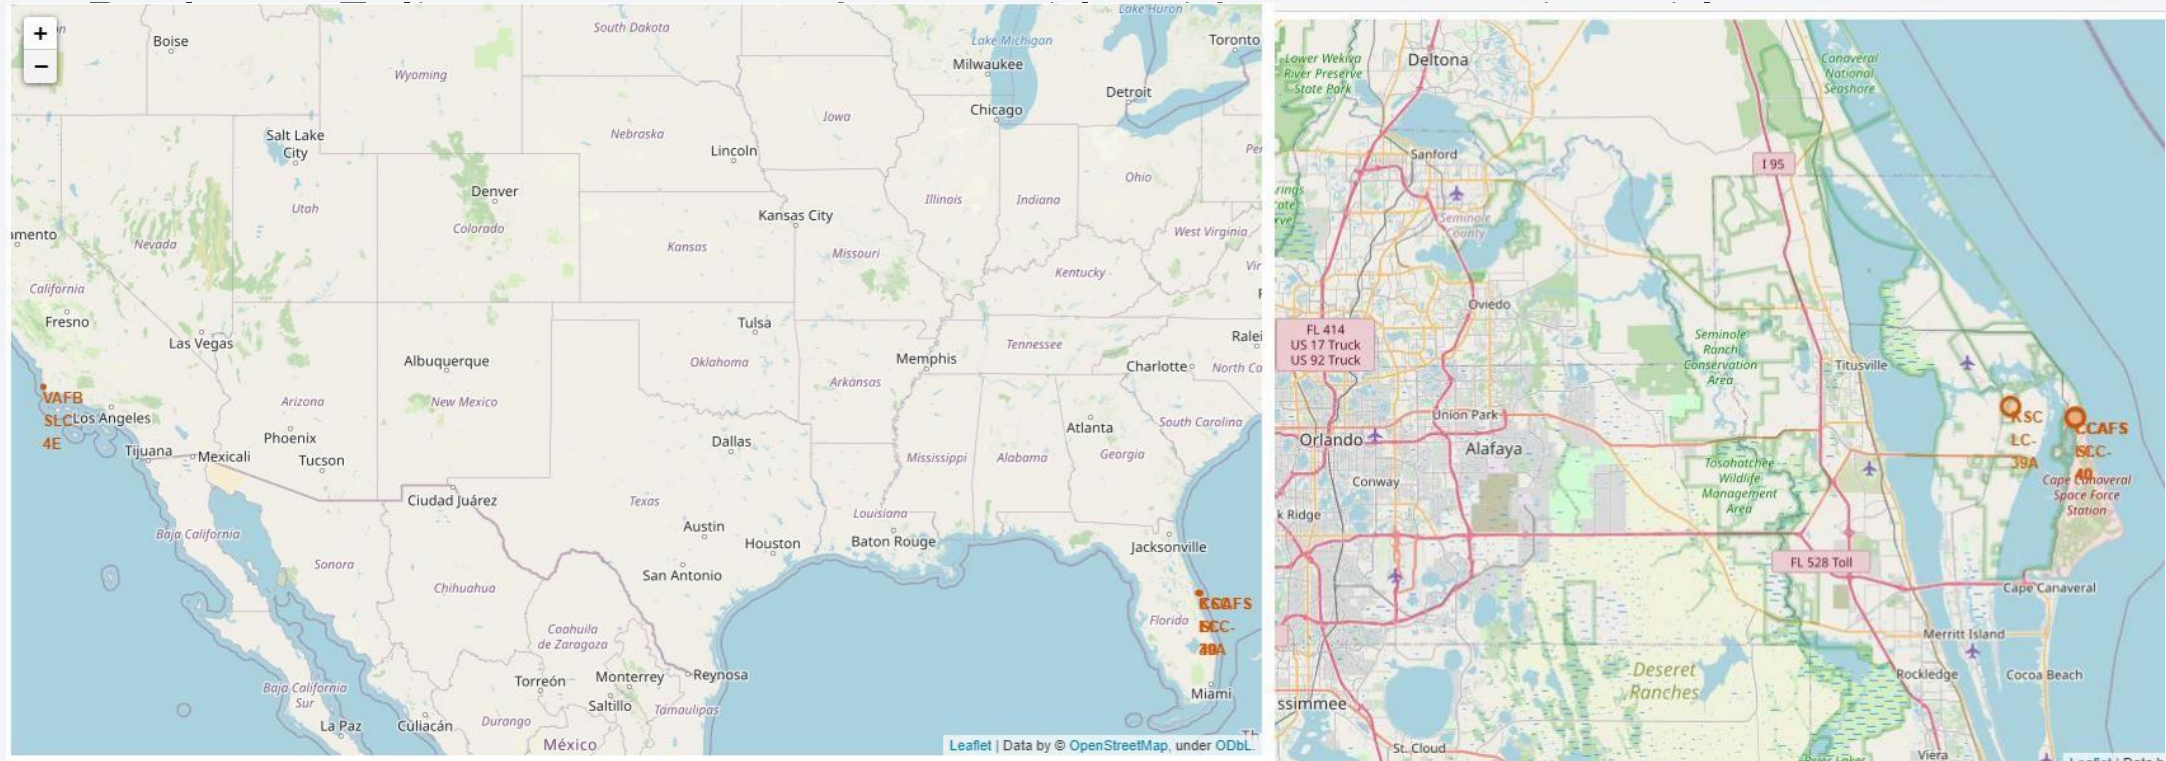 +
−
Boise
South Dakota
Lake Huron
Lake Michigan
Toronto
Wyoming
Milwaukee
Detroit
Chicago
Iowa
Salt Lake
City
Nebraska
Lincoln
Denver
Utah
Colorado
Illinois
Indiana
Ohio
Kansas City
Nevada
Kansas
Missouri
West Virginia
California
Kentucky
Fresno
Las Vegas
Tulsa
Albuquerque
Oklahoma
Memphis
Tennessee
Charlotte
Arkansas
VAFB
SLC-
4E
Los Angeles
Arizona
New Mexico
Phoenix
Tucson
Tijuana
Mexicali
Dallas
Atlanta
South Carolina
Mississippi
Alabama
Georgia
Ciudad Juárez
Texas
Louisiana
Baja California
Austin
Houston
Baton Rouge
Jacksonville
Sonora
Chihuahua
San Antonio
Florida
Coahuila
de Zaragoza
Baja California
Sur
Torreón
Monterrey
Reynosa
Saltillo
Miami
La Paz
Culiacán
Durango
Tamaulipas
México
Leaflet | Data by © OpenStreetMap, under ODbL.
Lower Wekiva
River Preserve
State Park
Deltona
Canaveral
National
Seashore
Sanford
I 95
Seminole
County
Oviedo
FL 414
US 17 Truck
US 92 Truck
Seminole
Ranch
Conservation
Area
Titusville
Union Park
Orlando
Alafaya
KSC
LC-
39A
CCAFS
Cape Canaveral
Space Force
Station
Tosohatchee
Wildlife
Management
Area
Conway
k Ridge
FL 528 Toll
Cape Canaveral
Merritt Island
Deseret
Ranches
Rockledge
Cocoa Beach
ssimmee
St. Cloud
Viera